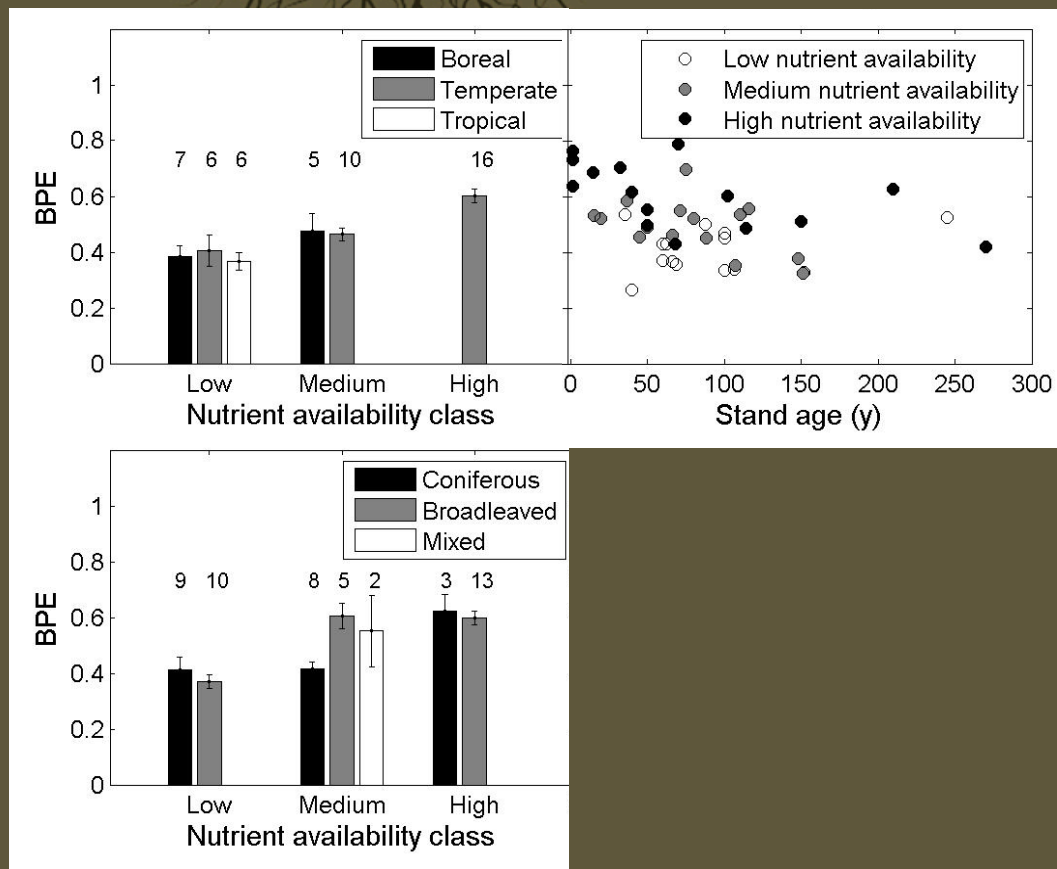 Boreal
Temperate
Tropical
1
0.8
0.6
0.4
0.2
0
BPE
7 6 6 5 10 16
Low Medium High
Nutrient availability class
Low nutrient availability
Medium nutrient availability
High nutrient availability
0 50 100 150 200 250 300
Stand age (y)
Coniferous
Broadleaved
Mixed
1
0.8
0.6
0.4
0.2
0
BPE
9 10 8 5 2 3 13
Low Medium High
Nutrient availability class